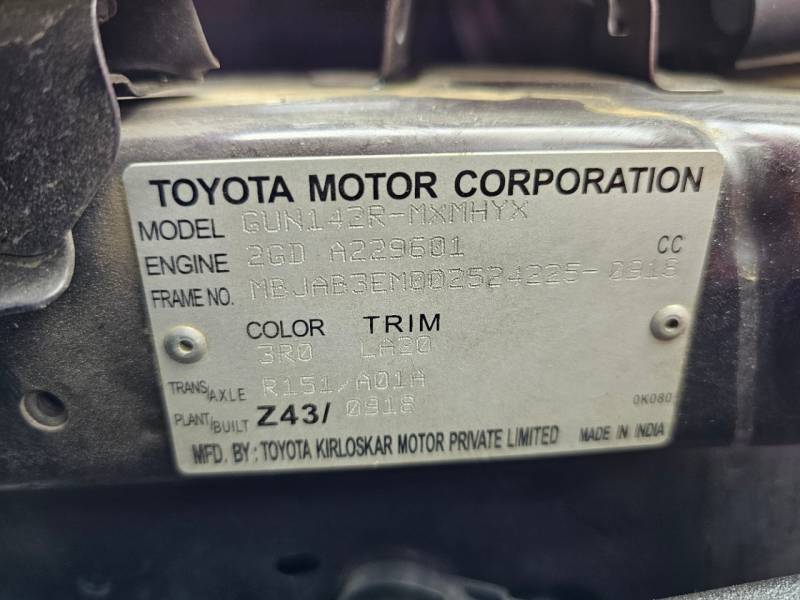 TOYOTA MOTOR CORPORATION
MODEL GUN142R-MXMHYX
ENGINE 2GD A229601 CC
FRAME NO. MBJAB3EM002524225-0918
COLOR TRIM
3R0 LA20
TRANS/AXLE R151/A01A
PLANT/BUILT Z43/ 0918
0K080
MFD. BY : TOYOTA KIRLOSKAR MOTOR PRIVATE LIMITED MADE IN INDIA